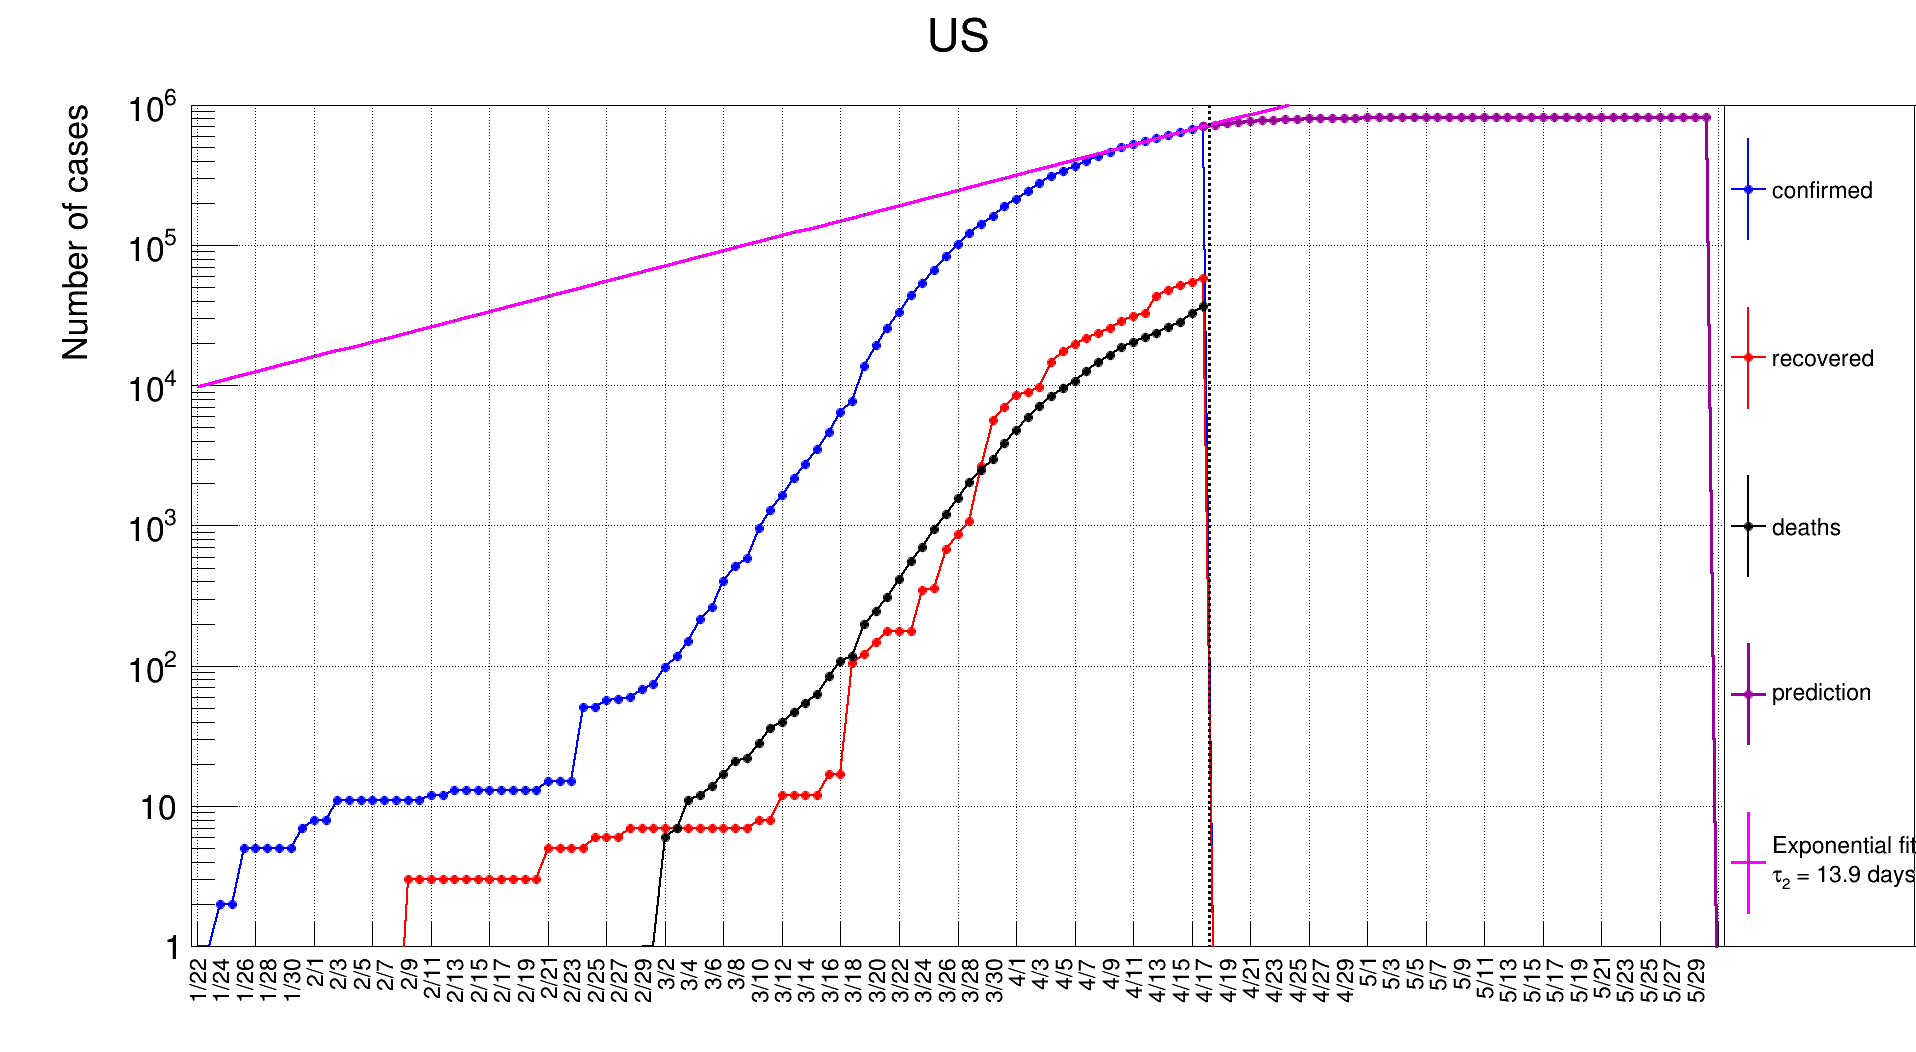 US
Number of cases
10^6
10^5
10^4
10^3
10^2
10
1
1/22 1/24 1/26 1/28 1/30 2/1 2/3 2/5 2/7 2/9 2/11 2/13 2/15 2/17 2/19 2/21 2/23 2/25 2/27 2/29 3/2 3/4 3/6 3/8 3/10 3/12 3/14 3/16 3/18 3/20 3/22 3/24 3/26 3/28 3/30 4/1 4/3 4/5 4/7 4/9 4/11 4/13 4/15 4/17 4/19 4/21 4/23 4/25 4/27 4/29 5/1 5/3 5/5 5/7 5/9 5/11 5/13 5/15 5/17 5/19 5/21 5/23 5/25 5/27 5/29
confirmed
recovered
deaths
prediction
Exponential fit
τ₂ = 13.9 days